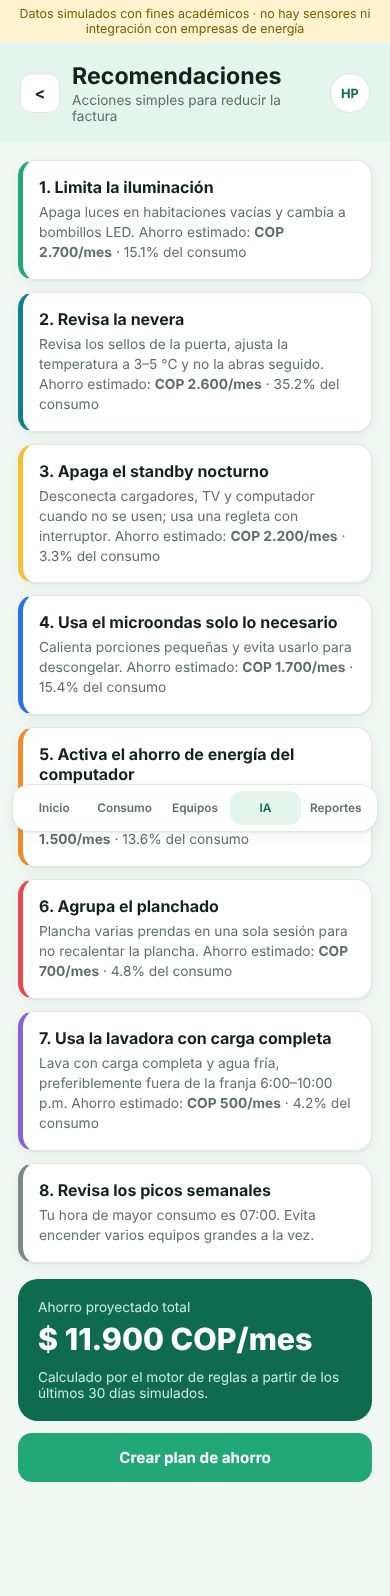 Datos simulados con fines académicos · no hay sensores ni
integración con empresas de energía
<
Recomendaciones
Acciones simples para reducir la
factura
HP
1. Limita la iluminación
Apaga luces en habitaciones vacías y cambia a
bombillos LED. Ahorro estimado: COP
2.700/mes · 15.1% del consumo
2. Revisa la nevera
Revisa los sellos de la puerta, ajusta la
temperatura a 3–5 °C y no la abras seguido.
Ahorro estimado: COP 2.600/mes · 35.2% del
consumo
3. Apaga el standby nocturno
Desconecta cargadores, TV y computador
cuando no se usen; usa una regleta con
interruptor. Ahorro estimado: COP 2.200/mes ·
3.3% del consumo
4. Usa el microondas solo lo necesario
Calienta porciones pequeñas y evita usarlo para
descongelar. Ahorro estimado: COP 1.700/mes ·
15.4% del consumo
5. Activa el ahorro de energía del
computador
Inicio Consumo Equipos IA Reportes
1.500/mes · 13.6% del consumo
6. Agrupa el planchado
Plancha varias prendas en una sola sesión para
no recalentar la plancha. Ahorro estimado: COP
700/mes · 4.8% del consumo
7. Usa la lavadora con carga completa
Lava con carga completa y agua fría,
preferiblemente fuera de la franja 6:00–10:00
p.m. Ahorro estimado: COP 500/mes · 4.2% del
consumo
8. Revisa los picos semanales
Tu hora de mayor consumo es 07:00. Evita
encender varios equipos grandes a la vez.
Ahorro proyectado total
$ 11.900 COP/mes
Calculado por el motor de reglas a partir de los
últimos 30 días simulados.
Crear plan de ahorro